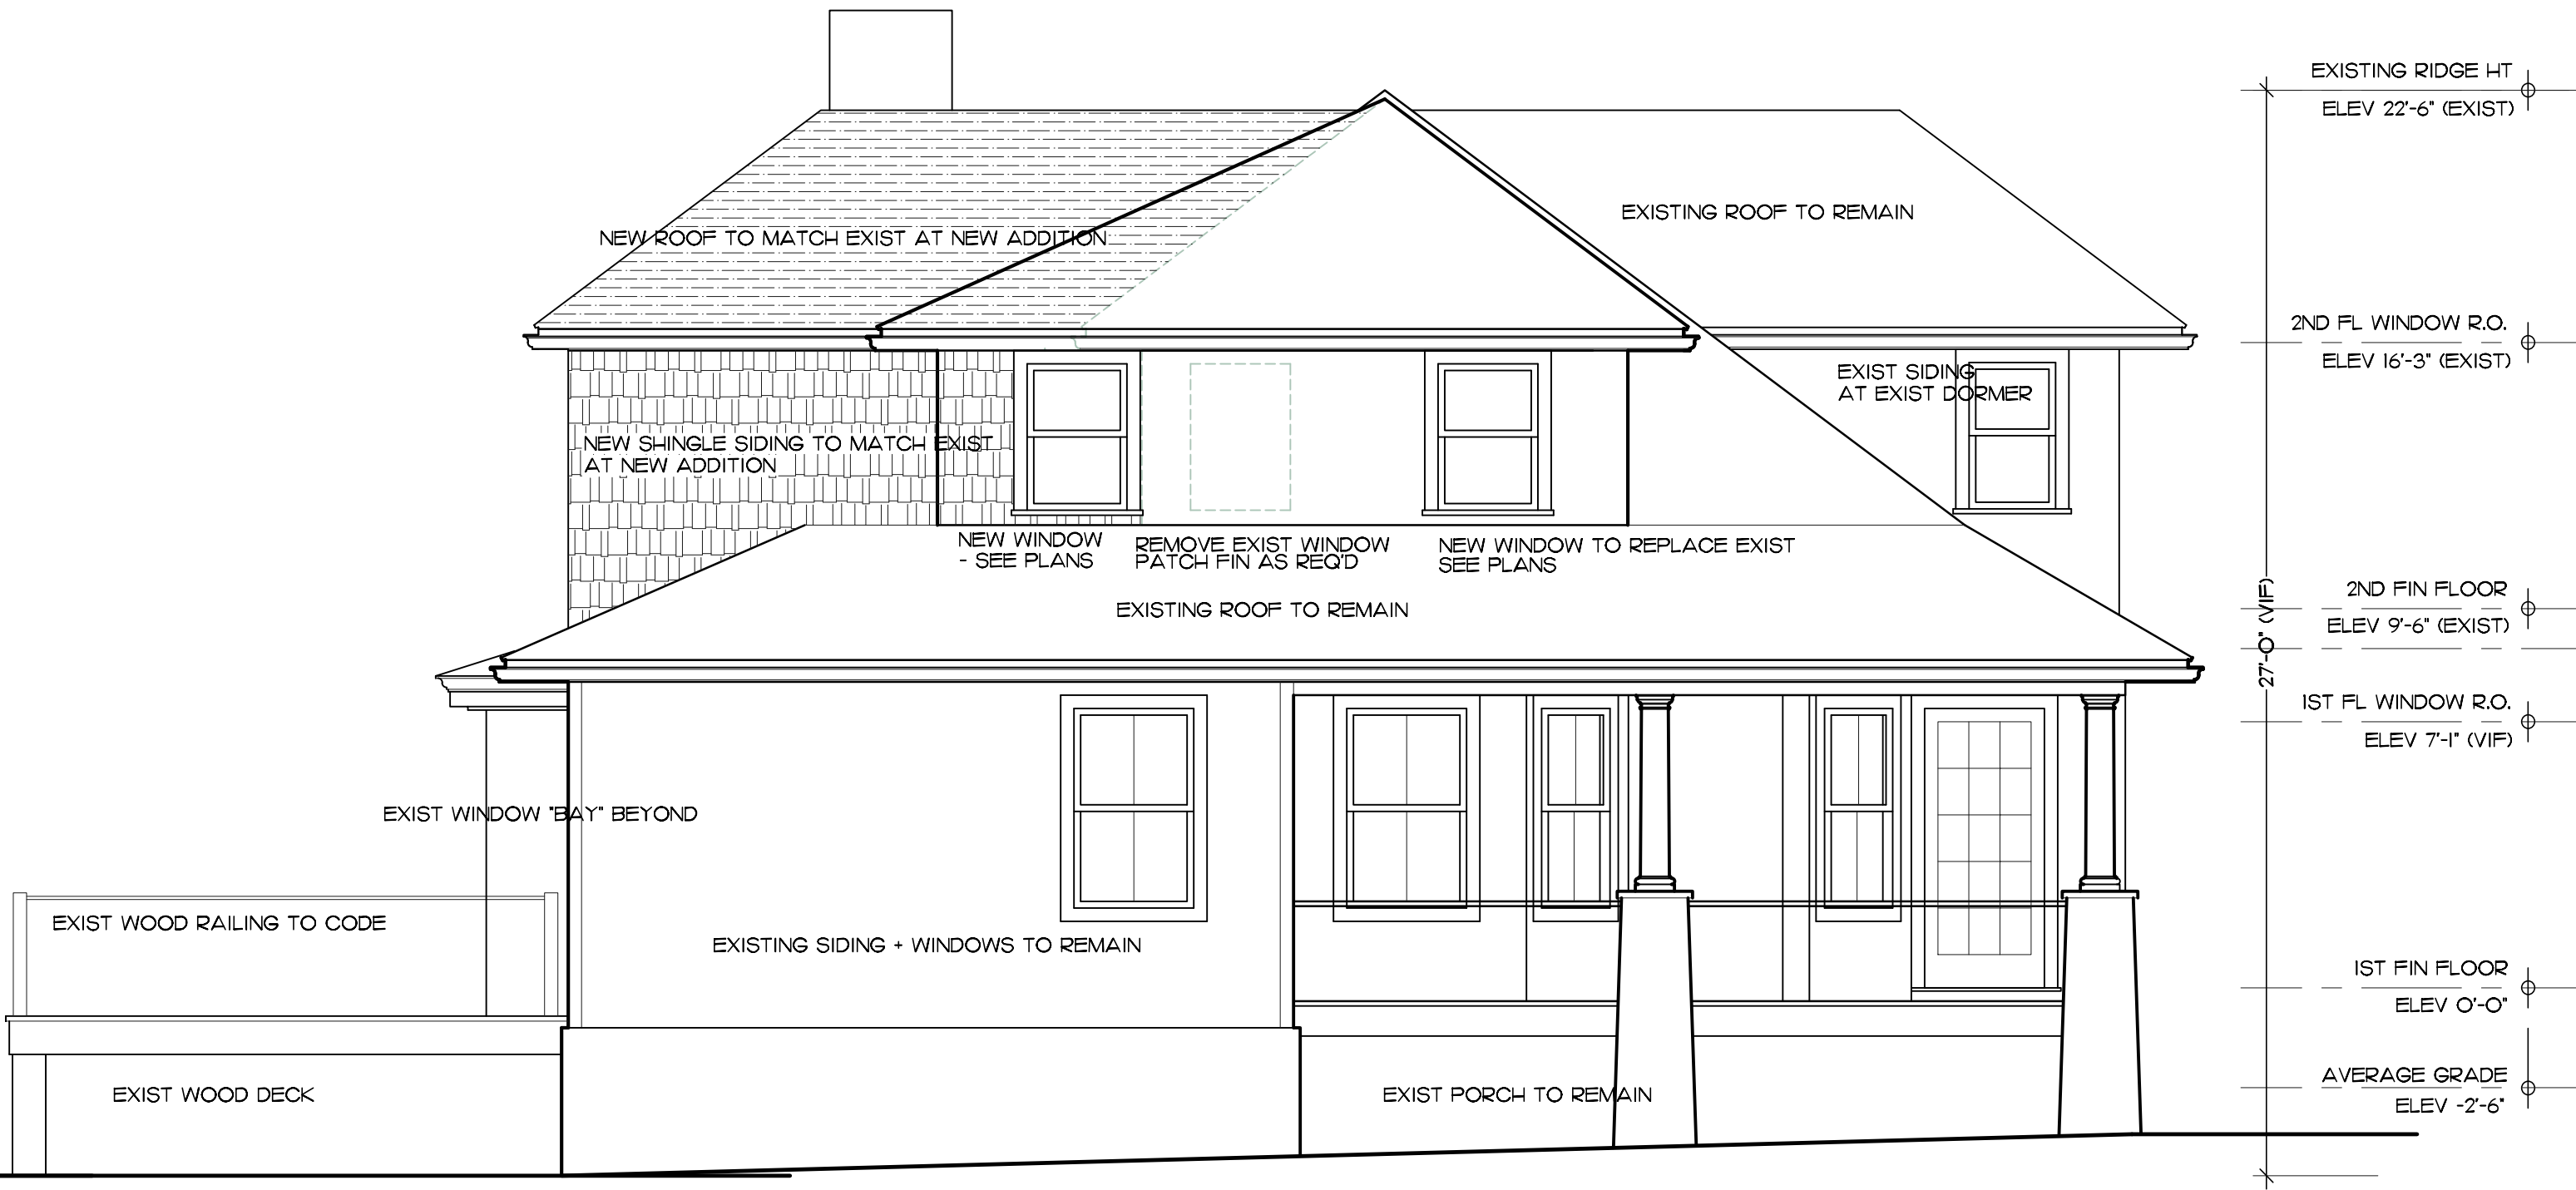 EXISTING RIDGE HT
ELEV 22'-6" (EXIST)
EXISTING ROOF TO REMAIN
NEW ROOF TO MATCH EXIST AT NEW ADDITION
2ND FL WINDOW R.O.
ELEV 16'-3" (EXIST)
EXIST SIDING
AT EXIST DORMER
NEW SHINGLE SIDING TO MATCH EXIST
AT NEW ADDITION
NEW WINDOW
- SEE PLANS
REMOVE EXIST WINDOW
PATCH FIN AS REQ'D
NEW WINDOW TO REPLACE EXIST
SEE PLANS
EXISTING ROOF TO REMAIN
2ND FIN FLOOR
ELEV 9'-6" (EXIST)
27'-0" (VIF)
1ST FL WINDOW R.O.
ELEV 7'-1" (VIF)
EXIST WINDOW "BAY" BEYOND
EXIST WOOD RAILING TO CODE
EXISTING SIDING + WINDOWS TO REMAIN
1ST FIN FLOOR
ELEV 0'-0"
EXIST WOOD DECK
EXIST PORCH TO REMAIN
AVERAGE GRADE
ELEV -2'-6"